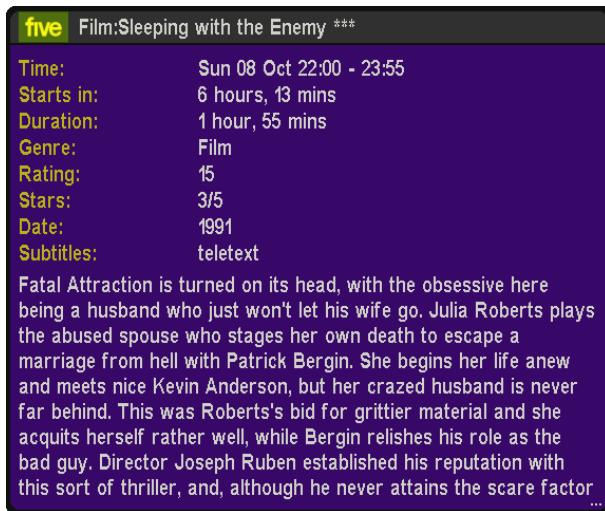 five Film:Sleeping with the Enemy ***
Time: Sun 08 Oct 22:00 - 23:55
Starts in: 6 hours, 13 mins
Duration: 1 hour, 55 mins
Genre: Film
Rating: 15
Stars: 3/5
Date: 1991
Subtitles: teletext
Fatal Attraction is turned on its head, with the obsessive here
being a husband who just won't let his wife go. Julia Roberts plays
the abused spouse who stages her own death to escape a
marriage from hell with Patrick Bergin. She begins her life anew
and meets nice Kevin Anderson, but her crazed husband is never
far behind. This was Roberts's bid for grittier material and she
acquits herself rather well, while Bergin relishes his role as the
bad guy. Director Joseph Ruben established his reputation with
this sort of thriller, and, although he never attains the scare factor
...